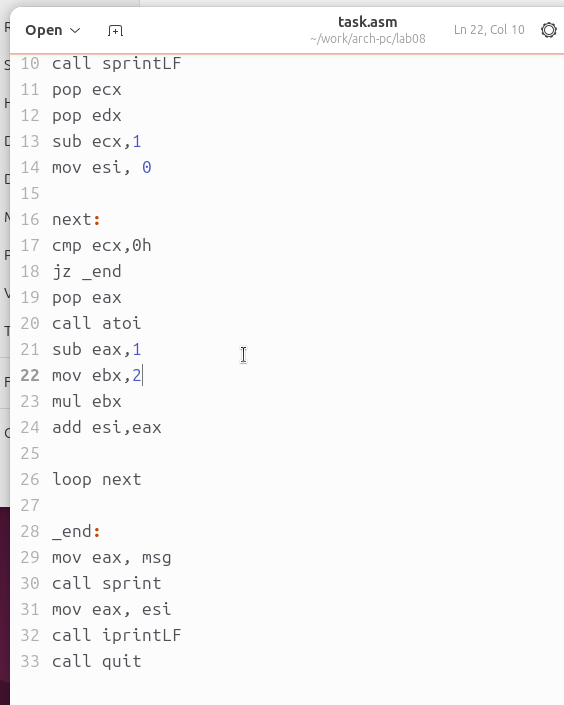 Open
task.asm
~/work/arch-pc/lab08
Ln 22, Col 10
10 call sprintLF
11 pop ecx
12 pop edx
13 sub ecx,1
14 mov esi, 0
15
16 next:
17 cmp ecx,0h
18 jz _end
19 pop eax
20 call atoi
21 sub eax,1
22 mov ebx,2
23 mul ebx
24 add esi,eax
25
26 loop next
27
28 _end:
29 mov eax, msg
30 call sprint
31 mov eax, esi
32 call iprintLF
33 call quit